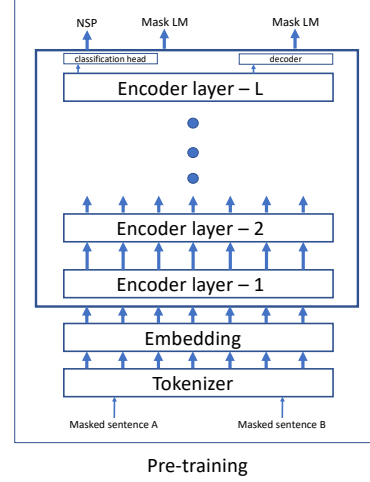 NSP Mask LM Mask LM
classification head decoder
Encoder layer – L
Encoder layer – 2
Encoder layer – 1
Embedding
Tokenizer
Masked sentence A Masked sentence B
Pre-training